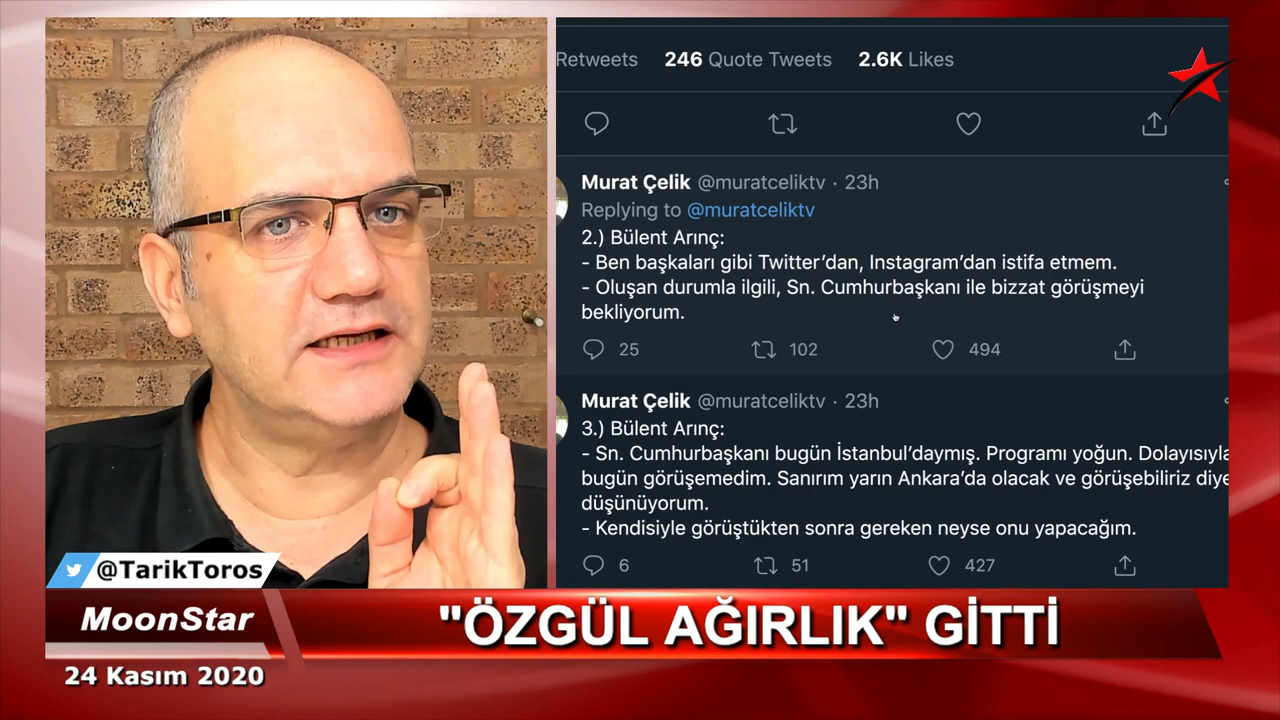 Retweets 246 Quote Tweets 2.6K Likes
Murat Çelik @muratceliktv · 23h
Replying to @muratceliktv
2.) Bülent Arınç:
- Ben başkaları gibi Twitter’dan, Instagram’dan istifa etmem.
- Oluşan durumla ilgili, Sn. Cumhurbaşkanı ile bizzat görüşmeyi
bekliyorum.
25 102 494
Murat Çelik @muratceliktv · 23h
3.) Bülent Arınç:
- Sn. Cumhurbaşkanı bugün İstanbul’daymış. Programı yoğun. Dolayısıyla
bugün görüşemedim. Sanırım yarın Ankara’da olacak ve görüşebiliriz diye
düşünüyorum.
- Kendisiyle görüştükten sonra gereken neyse onu yapacağım.
6 51 427
@TarikToros
MoonStar
"ÖZGÜL AĞIRLIK" GİTTİ
24 Kasım 2020